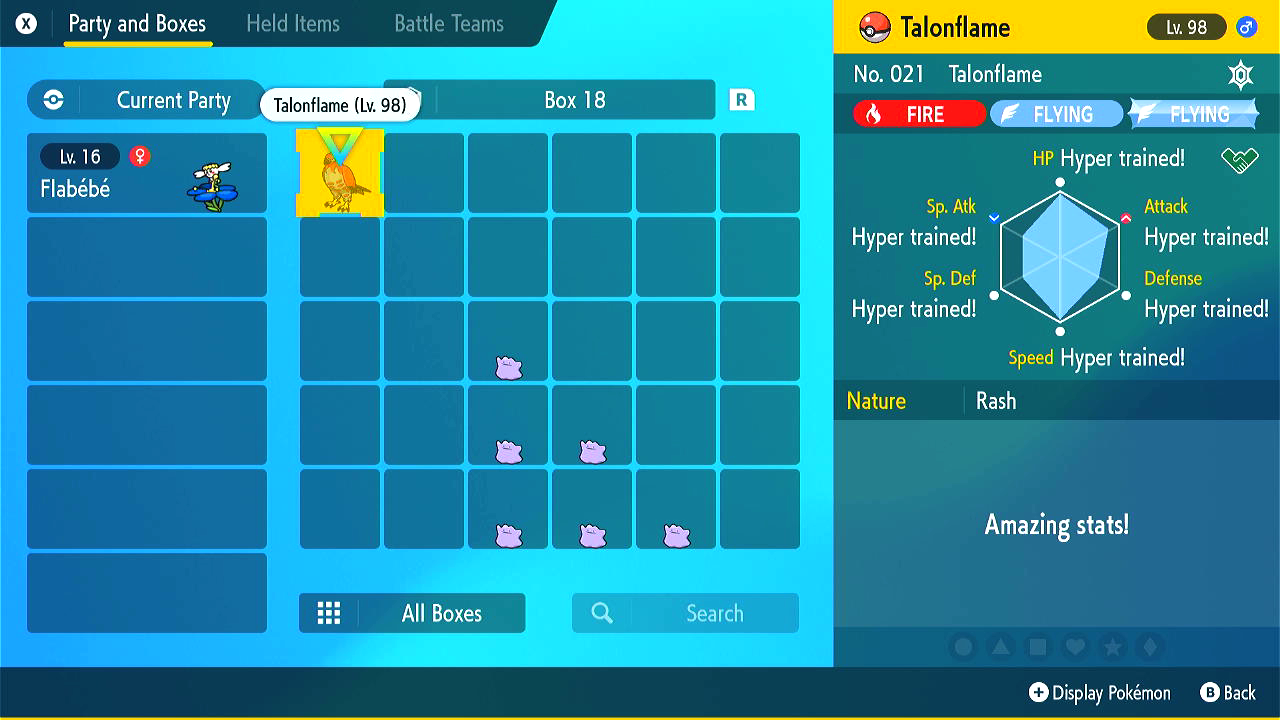 X Party and Boxes Held Items Battle Teams
Current Party
Talonflame (Lv. 98)
Box 18
R
Lv. 16
Flabébé
All Boxes
Search
Talonflame Lv. 98
No. 021 Talonflame
FIRE FLYING FLYING
HP Hyper trained!
Sp. Atk
Hyper trained!
Attack
Hyper trained!
Sp. Def
Hyper trained!
Defense
Hyper trained!
Speed Hyper trained!
Nature Rash
Amazing stats!
Display Pokémon B Back